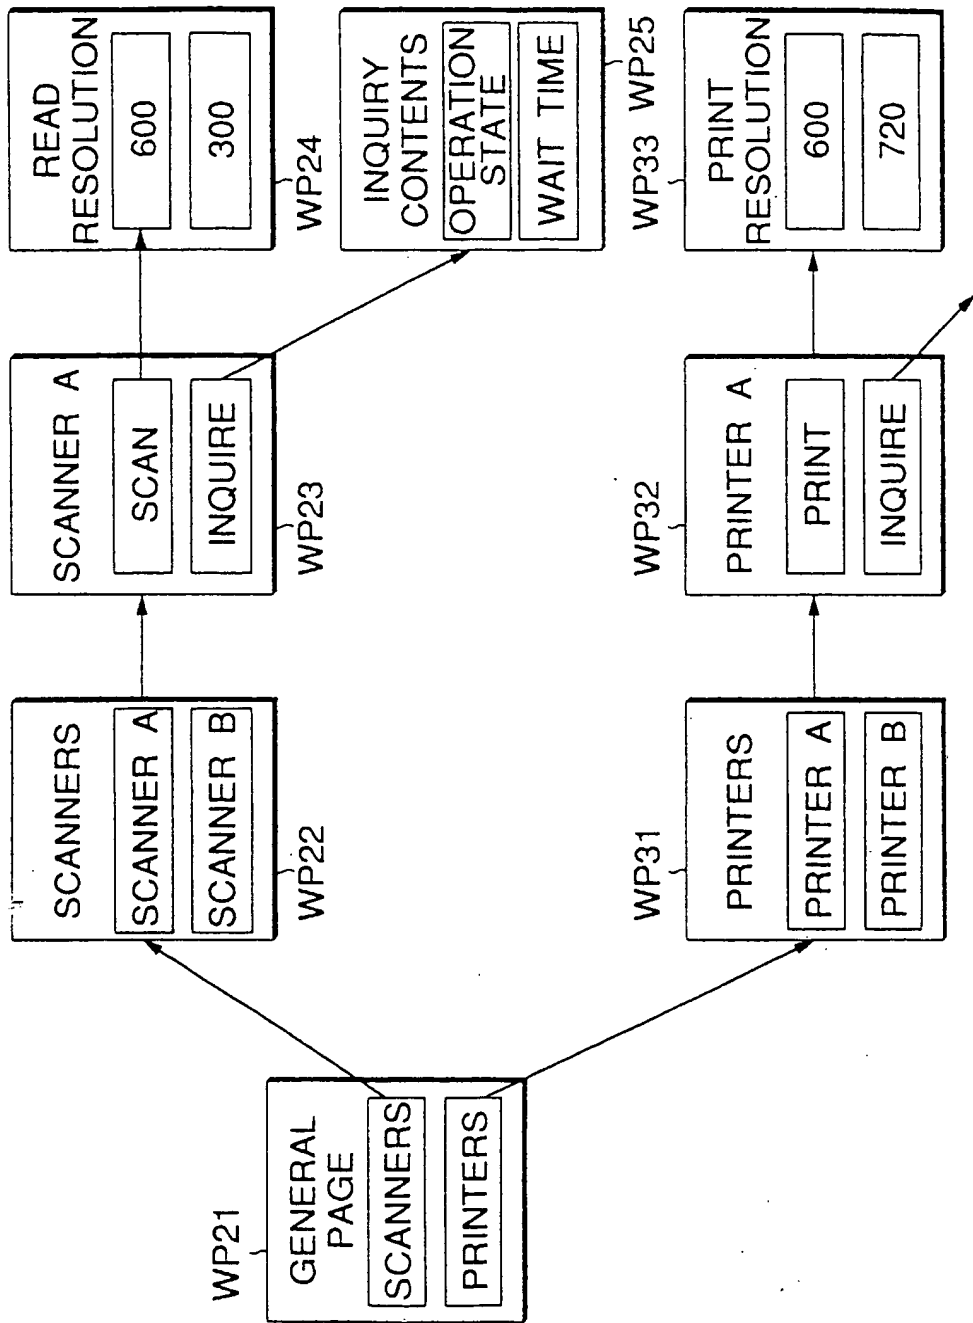 WP21
GENERAL
PAGE
SCANNERS
PRINTERS
SCANNERS
SCANNER A
SCANNER B
WP22
SCANNER A
SCAN
INQUIRE
WP23
READ
RESOLUTION
600
300
WP24
INQUIRY
CONTENTS
OPERATION
STATE
WAIT TIME
WP25
WP31
PRINTERS
PRINTER A
PRINTER B
WP32
PRINTER A
PRINT
INQUIRE
WP33
PRINT
RESOLUTION
600
720